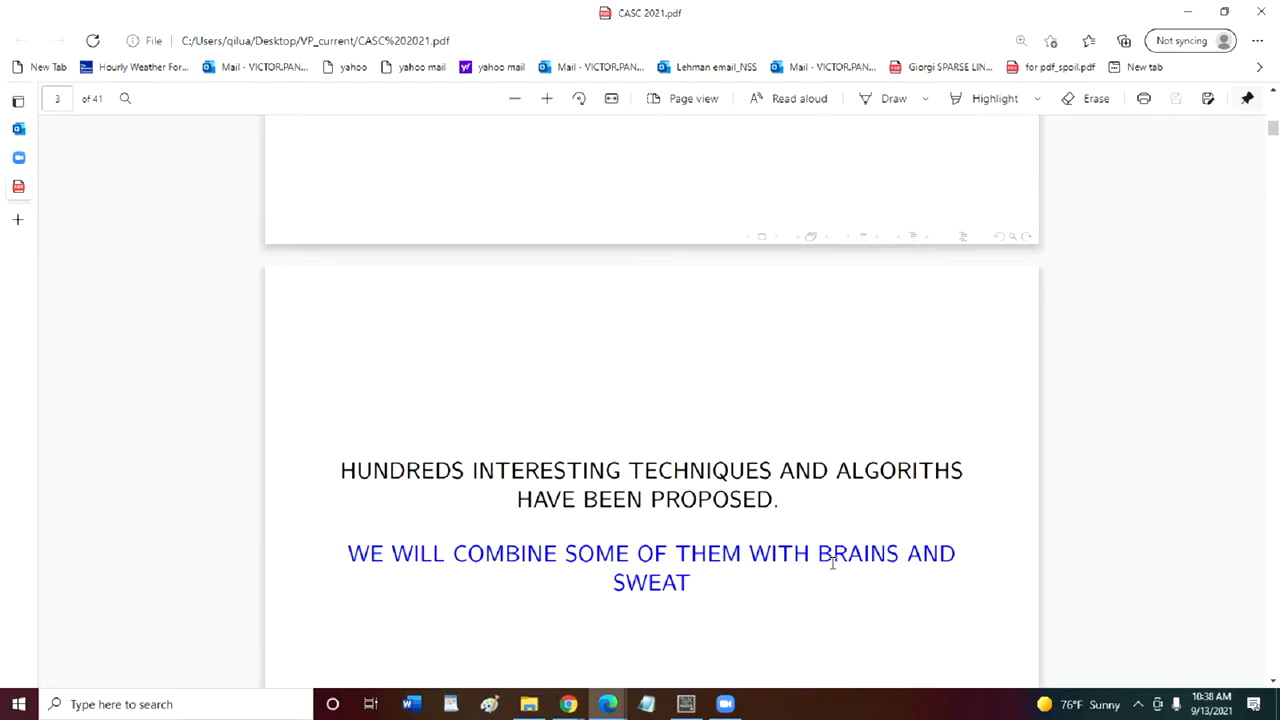 CASC 2021.pdf
File C:/Users/qilua/Desktop/VP_current/CASC%202021.pdf Not syncing
New Tab Hourly Weather For... Mail - VICTOR.PAN... yahoo yahoo mail yahoo mail Mail - VICTOR.PAN... Lehman email_NSS Mail - VICTOR.PAN... Giorgi SPARSE LIN... for pdf_spoil.pdf New tab
3 of 41 Page view Read aloud Draw Highlight Erase
HUNDREDS INTERESTING TECHNIQUES AND ALGORITHS
HAVE BEEN PROPOSED.
WE WILL COMBINE SOME OF THEM WITH BRAINS AND
SWEAT
Type here to search 76°F Sunny 10:38 AM
9/13/2021